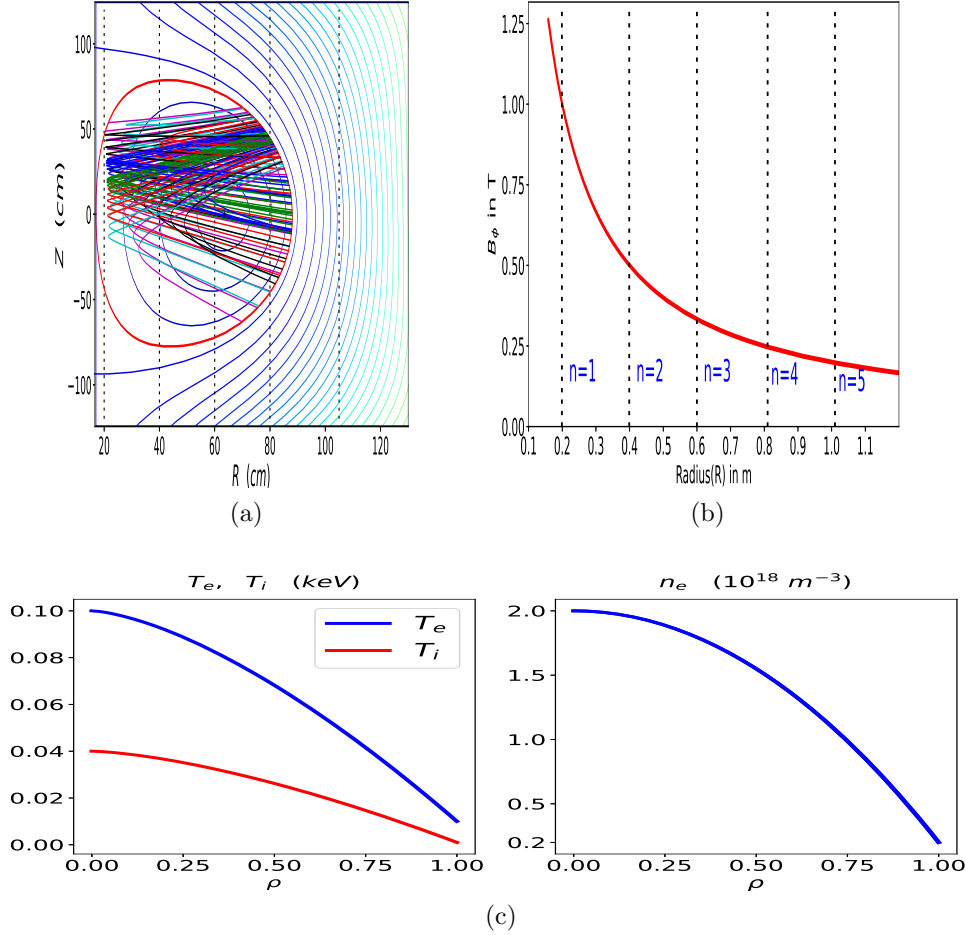 100
50
0
−50
−100
Z (cm)
20 40 60 80 100 120
R (cm)
(a)
1.25
1.00
0.75
0.50
0.25
0.00
B_ϕ in T
n=1 n=2 n=3 n=4 n=5
0.1 0.2 0.3 0.4 0.5 0.6 0.7 0.8 0.9 1.0 1.1
Radius(R) in m
(b)
T_e, T_i (keV)
0.10
0.08
0.06
0.04
0.02
0.00
T_e
T_i
0.00 0.25 0.50 0.75 1.00
ρ
n_e (10^18 m^−3)
2.0
1.5
1.0
0.5
0.2
0.00 0.25 0.50 0.75 1.00
ρ
(c)